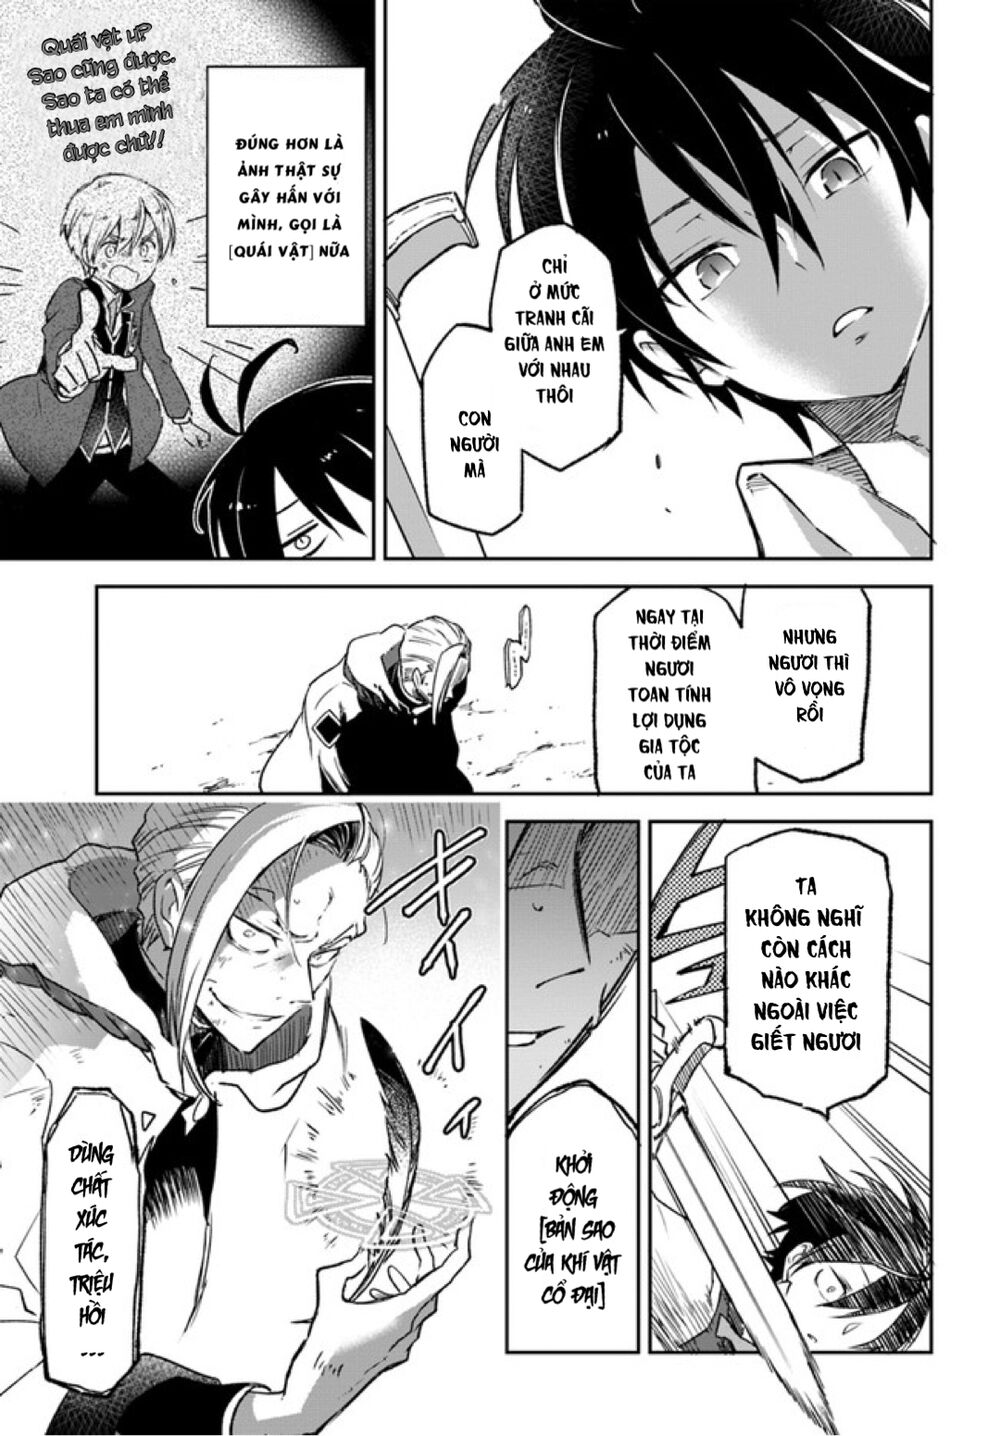 CHỈ
Ở MỨC
TRANH CÃI
GIỮA ANH EM
VỚI NHAU
THÔI
CON
NGƯỜI
MÀ
ĐÚNG HƠN LÀ
ẢNH THẬT SỰ
GÂY HẤN VỚI
MÌNH, GỌI LÀ
[QUÁI VẬT] NỮA
Quái vật ư?
Sao cũng được.
Sao ta có thể
thua em mình
được chứ!!
NHƯNG
NGƯƠI THÌ
VÔ VỌNG
RỒI
NGAY TẠI
THỜI ĐIỂM
NGƯƠI
TOAN TÍNH
LỢI DỤNG
GIA TỘC
CỦA TA
TA
KHÔNG NGHĨ
CÒN CÁCH
NÀO KHÁC
NGOÀI VIỆC
GIẾT NGƯƠI
KHỞI
ĐỘNG
[BẢN SAO
CỦA KHÍ VẬT
CỔ ĐẠI]
ギイイイ
DÙNG
CHẤT
XÚC
TÁC,
TRIỆU
HỒI
----